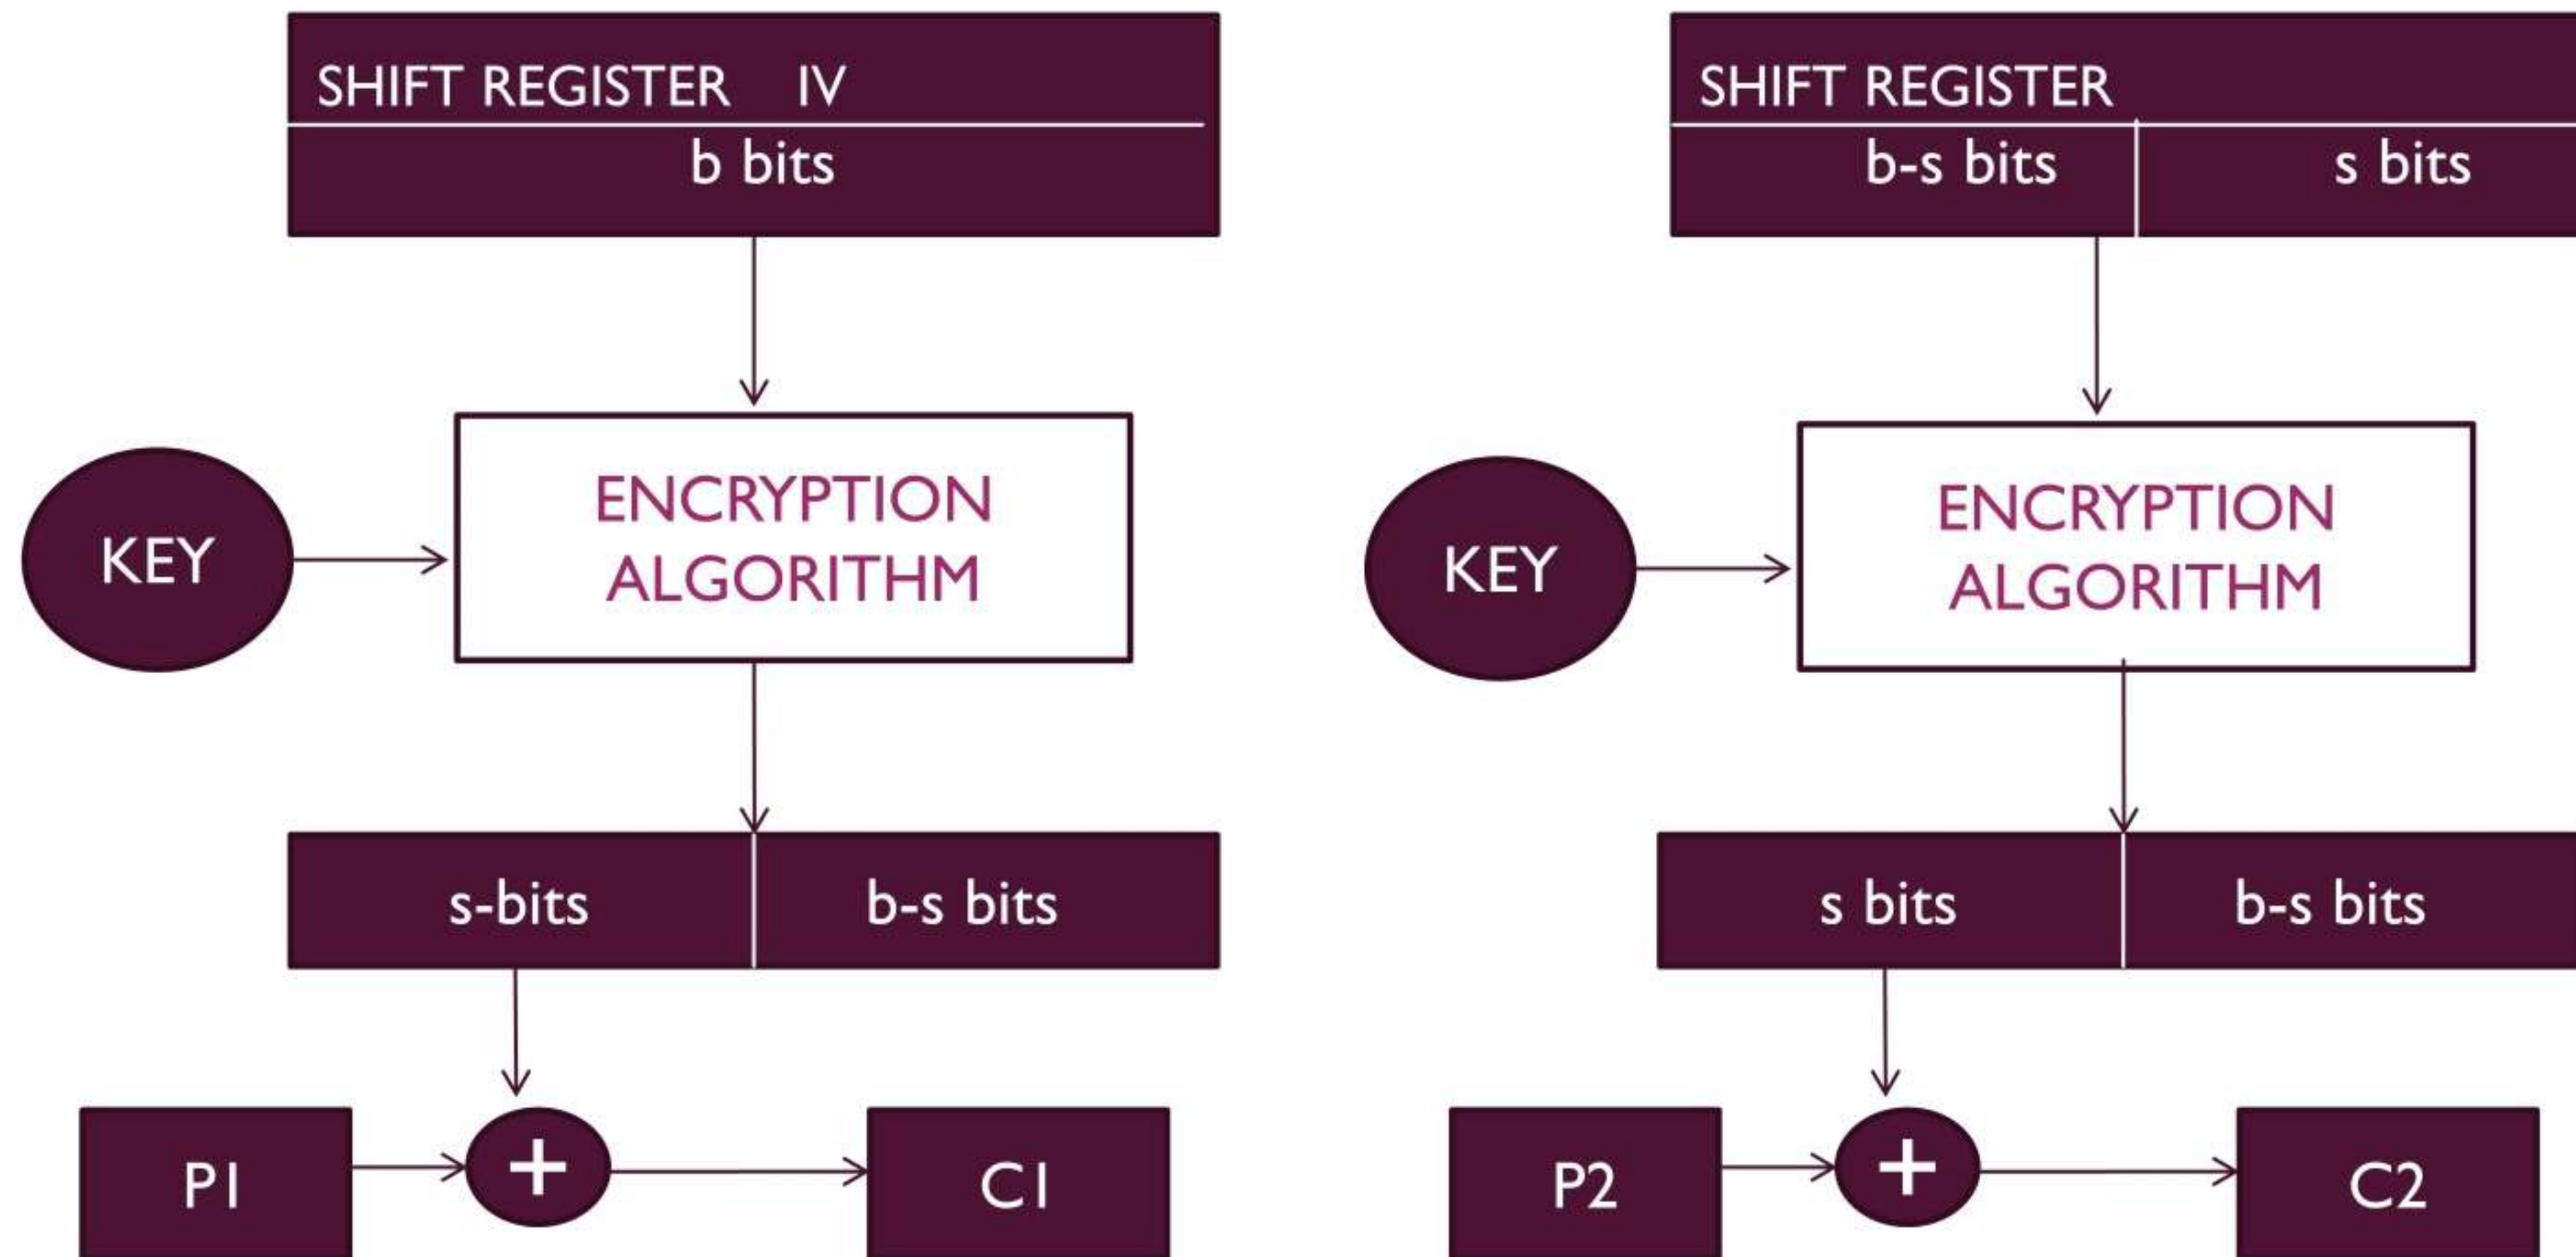 SHIFT REGISTER IV
b bits
KEY
ENCRYPTION
ALGORITHM
s-bits
b-s bits
P1
+
C1
SHIFT REGISTER
b-s bits
s bits
KEY
ENCRYPTION
ALGORITHM
s bits
b-s bits
P2
+
C2